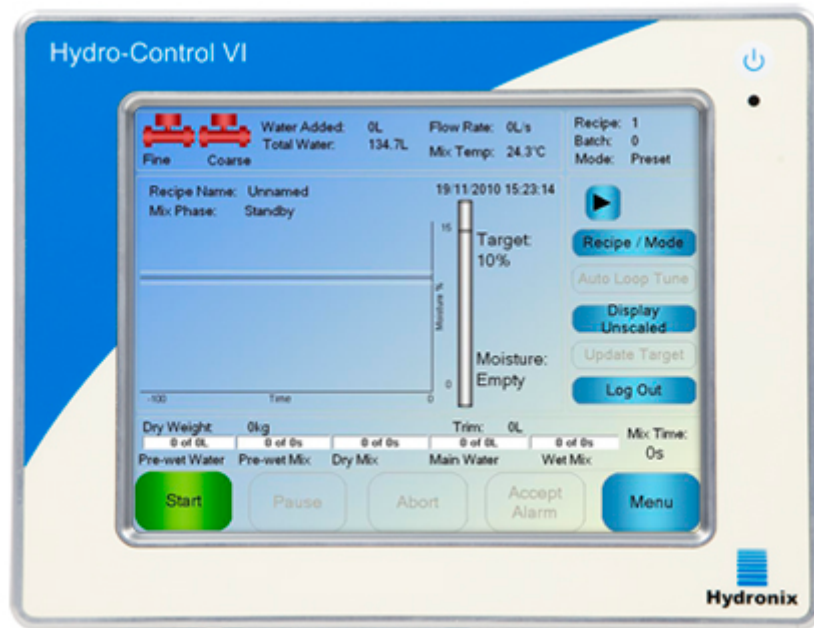 Hydro-Control VI
Water Added: 0L Flow Rate: 0L/s Recipe: 1
Total Water: 134.7L Mix Temp: 24.3°C Batch: 0
Fine Coarse Mode: Preset
Recipe Name: Unnamed 19/11/2010 15:23:14
Mix Phase: Standby
15
Target:
10%
Recipe / Mode
Auto Loop Tune
Moisture %
Display
Unscaled
Moisture:
Empty
Update Target
0
Log Out
-100 Time 0
Dry Weight: 0kg Trim: 0L Mix Time:
0 of 0L 0 of 0s 0 of 0s 0 of 0L 0 of 0s 0s
Pre-wet Water Pre-wet Mix Dry Mix Main Water Wet Mix
Start Pause Abort Accept
Alarm Menu
Hydronix